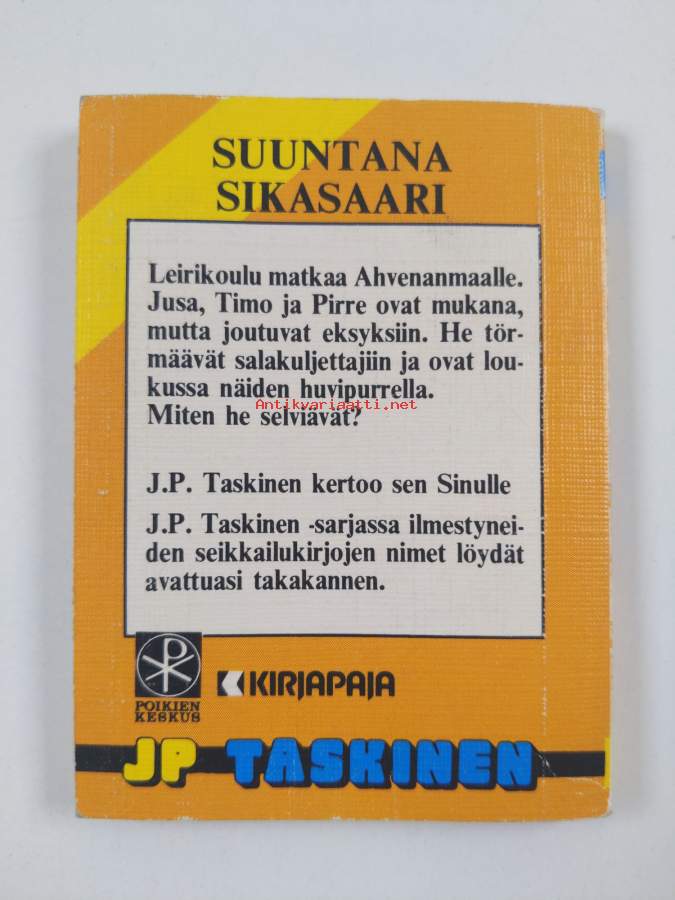 SUUNTANA
SIKASAARI
Leirikoulu matkaa Ahvenanmaalle.
Jusa, Timo ja Pirre ovat mukana,
mutta joutuvat eksyksiin. He tör-
määvät salakuljettajiin ja ovat lou-
kussa näiden huvipurrella.
Antikvariaatti.net
Miten he selviävät?
J.P. Taskinen kertoo sen Sinulle
J.P. Taskinen -sarjassa ilmestynei-
den seikkailukirjojen nimet löydät
avattuasi takakannen.
POIKIEN
KESKUS
KIRJAPAJA
JP TASKINEN